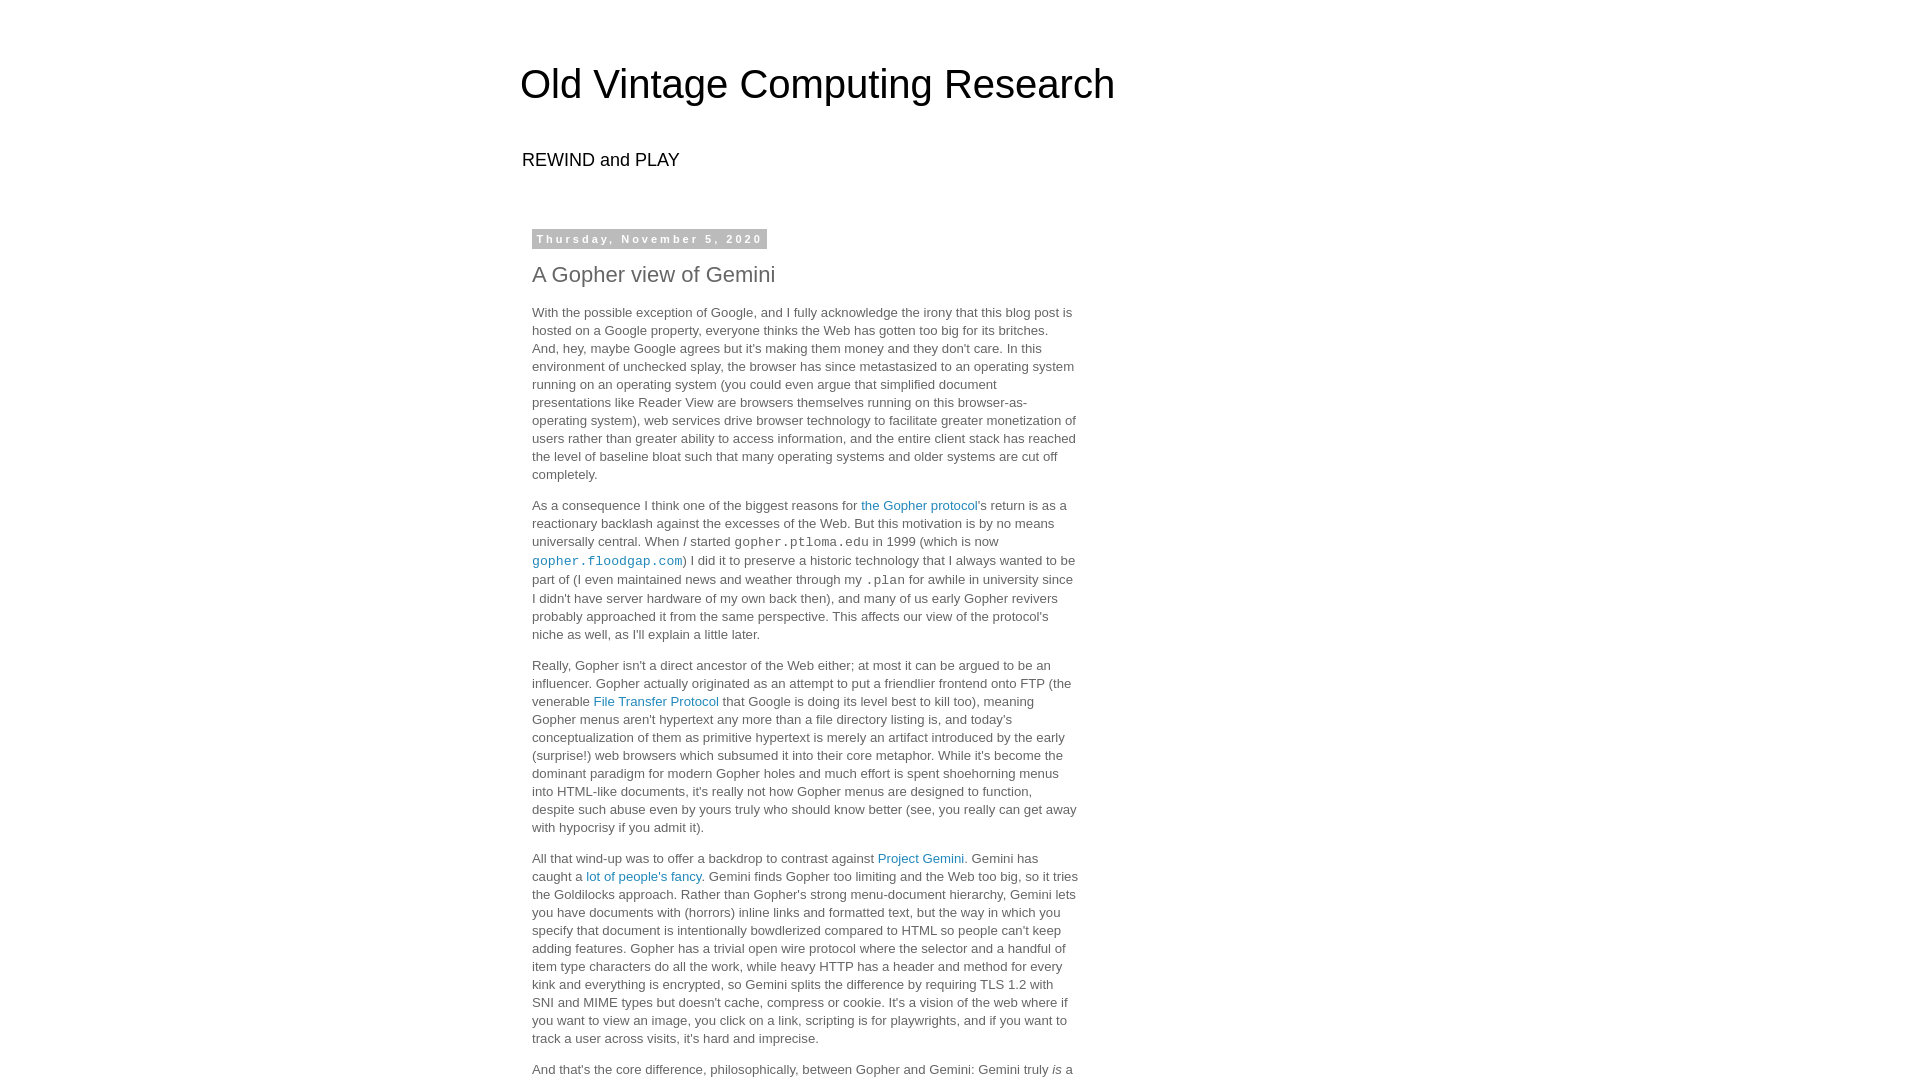 Old Vintage Computing Research
REWIND and PLAY
Thursday, November 5, 2020
A Gopher view of Gemini
With the possible exception of Google, and I fully acknowledge the irony that this blog post is
hosted on a Google property, everyone thinks the Web has gotten too big for its britches.
And, hey, maybe Google agrees but it's making them money and they don't care. In this
environment of unchecked splay, the browser has since metastasized to an operating system
running on an operating system (you could even argue that simplified document
presentations like Reader View are browsers themselves running on this browser-as-
operating system), web services drive browser technology to facilitate greater monetization of
users rather than greater ability to access information, and the entire client stack has reached
the level of baseline bloat such that many operating systems and older systems are cut off
completely.
As a consequence I think one of the biggest reasons for the Gopher protocol's return is as a
reactionary backlash against the excesses of the Web. But this motivation is by no means
universally central. When I started gopher.ptloma.edu in 1999 (which is now
gopher.floodgap.com) I did it to preserve a historic technology that I always wanted to be
part of (I even maintained news and weather through my .plan for awhile in university since
I didn't have server hardware of my own back then), and many of us early Gopher revivers
probably approached it from the same perspective. This affects our view of the protocol's
niche as well, as I'll explain a little later.
Really, Gopher isn't a direct ancestor of the Web either; at most it can be argued to be an
influencer. Gopher actually originated as an attempt to put a friendlier frontend onto FTP (the
venerable File Transfer Protocol that Google is doing its level best to kill too), meaning
Gopher menus aren't hypertext any more than a file directory listing is, and today's
conceptualization of them as primitive hypertext is merely an artifact introduced by the early
(surprise!) web browsers which subsumed it into their core metaphor. While it's become the
dominant paradigm for modern Gopher holes and much effort is spent shoehorning menus
into HTML-like documents, it's really not how Gopher menus are designed to function,
despite such abuse even by yours truly who should know better (see, you really can get away
with hypocrisy if you admit it).
All that wind-up was to offer a backdrop to contrast against Project Gemini. Gemini has
caught a lot of people's fancy. Gemini finds Gopher too limiting and the Web too big, so it tries
the Goldilocks approach. Rather than Gopher's strong menu-document hierarchy, Gemini lets
you have documents with (horrors) inline links and formatted text, but the way in which you
specify that document is intentionally bowdlerized compared to HTML so people can't keep
adding features. Gopher has a trivial open wire protocol where the selector and a handful of
item type characters do all the work, while heavy HTTP has a header and method for every
kink and everything is encrypted, so Gemini splits the difference by requiring TLS 1.2 with
SNI and MIME types but doesn't cache, compress or cookie. It's a vision of the web where if
you want to view an image, you click on a link, scripting is for playwrights, and if you want to
track a user across visits, it's hard and imprecise.
And that's the core difference, philosophically, between Gopher and Gemini: Gemini truly is a